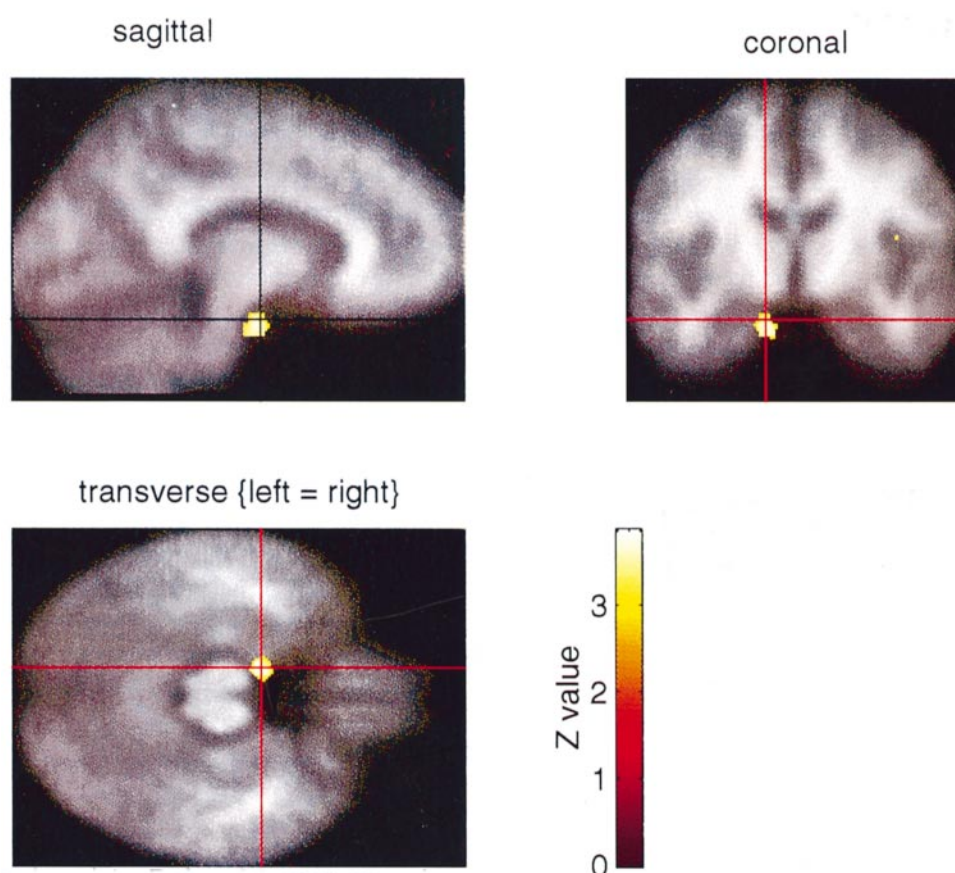 sagittal
coronal
transverse {left = right}
3
2
1
0
Z value